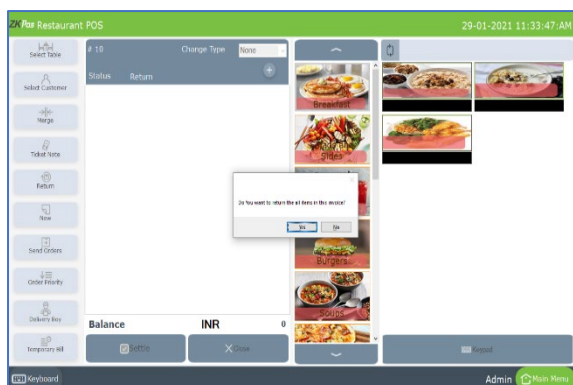 ZKPos Restaurant POS
29-01-2021 11:33:47:AM
Select Table
Select Customer
Merge
Ticket Note
Return
New
Send Orders
Order Priority
Delivery Boy
Temporary Bill
# 10
Charge Type
None
Status
Return
Breakfast
Sides
Burgers
Soups
Do You want to return the all items in this invoice?
Yes
No
Balance
INR
0
Settle
Close
Keypad
Keyboard
Admin
Main Menu